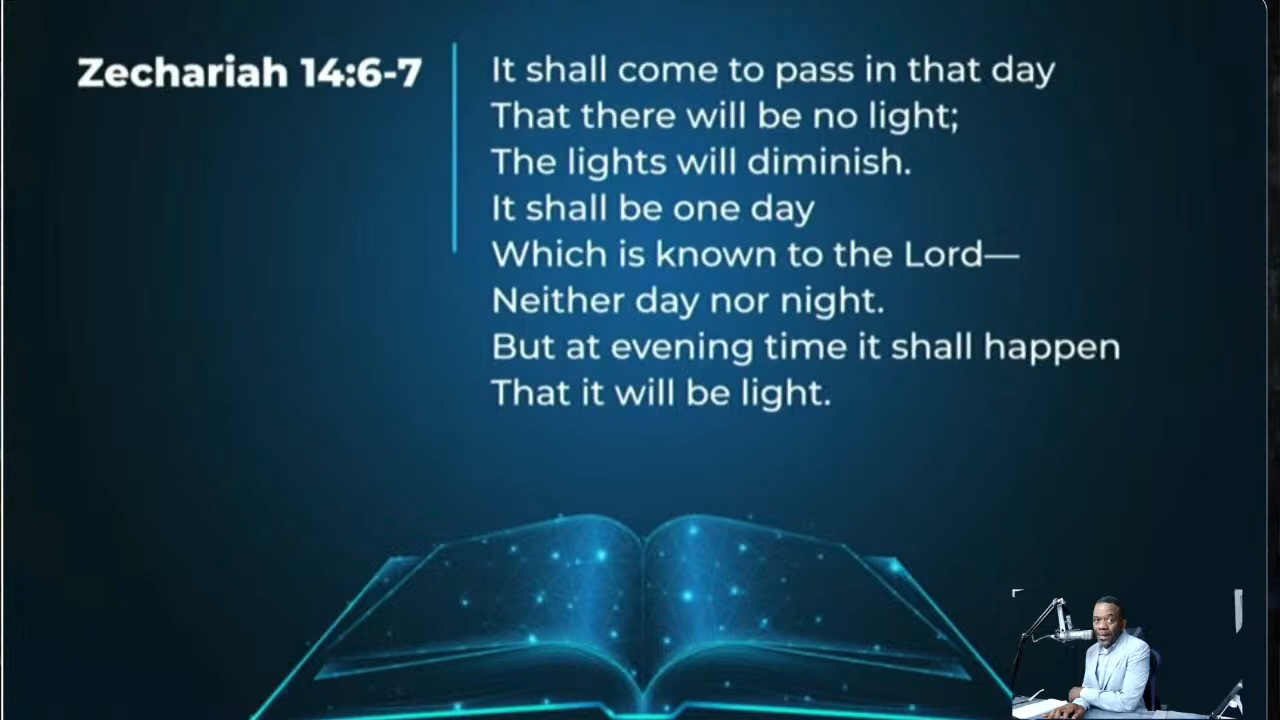 Zechariah 14:6-7
It shall come to pass in that day
That there will be no light;
The lights will diminish.
It shall be one day
Which is known to the Lord—
Neither day nor night.
But at evening time it shall happen
That it will be light.